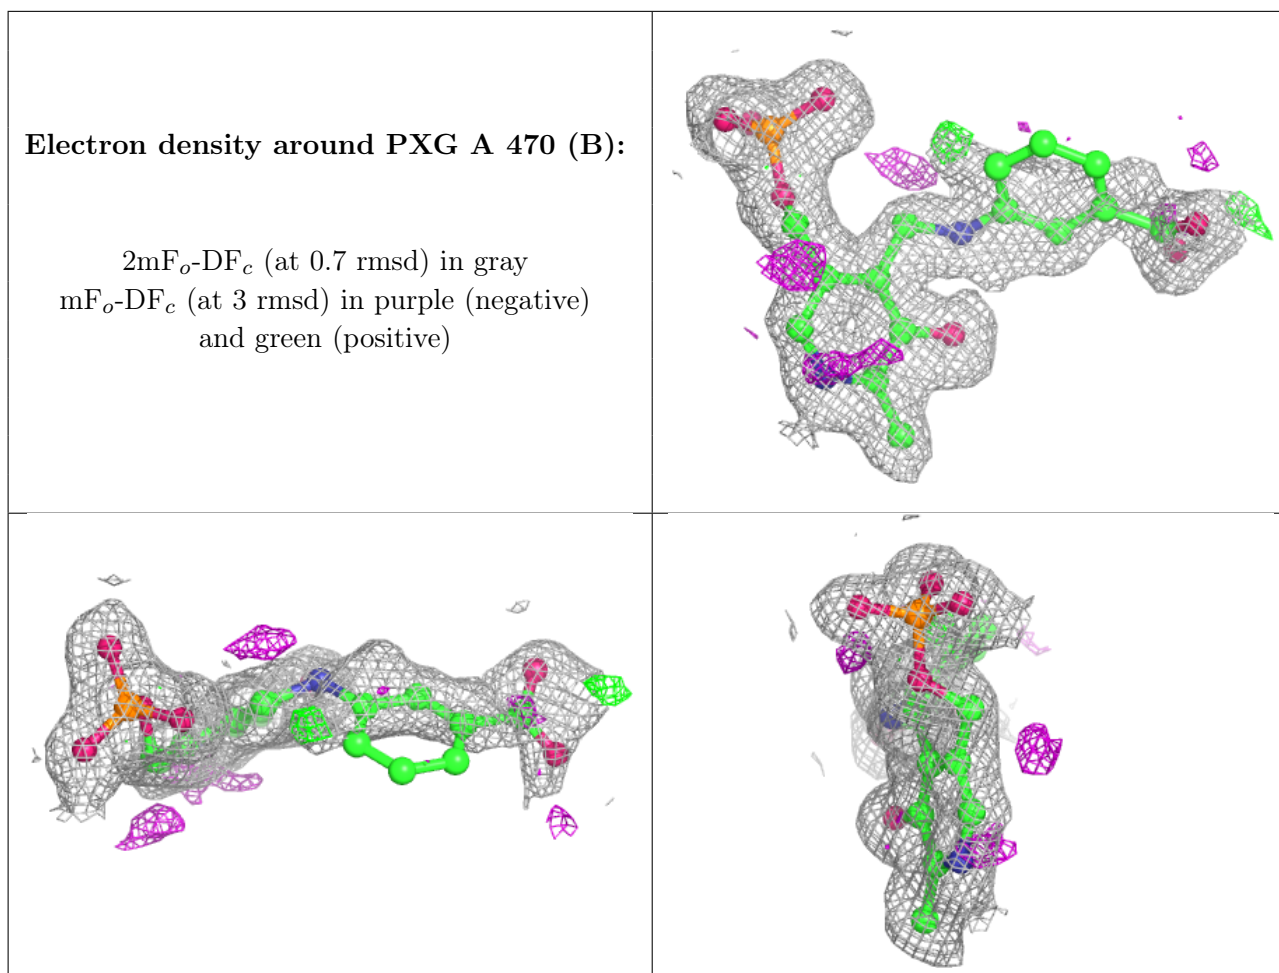 Electron density around PXG A 470 (B):
2mFo-DFc (at 0.7 rmsd) in gray
mFo-DFc (at 3 rmsd) in purple (negative)
and green (positive)